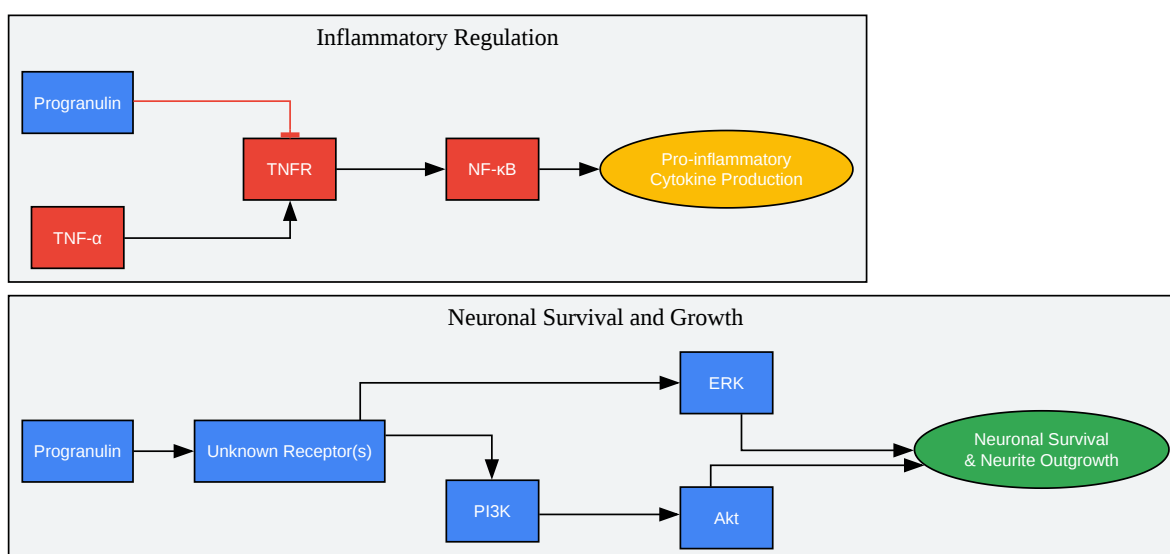 Inflammatory Regulation
Progranulin
TNFR
NF-κB
Pro-inflammatory
Cytokine Production
TNF-α
Neuronal Survival and Growth
ERK
Progranulin
Unknown Receptor(s)
Neuronal Survival
& Neurite Outgrowth
PI3K
Akt